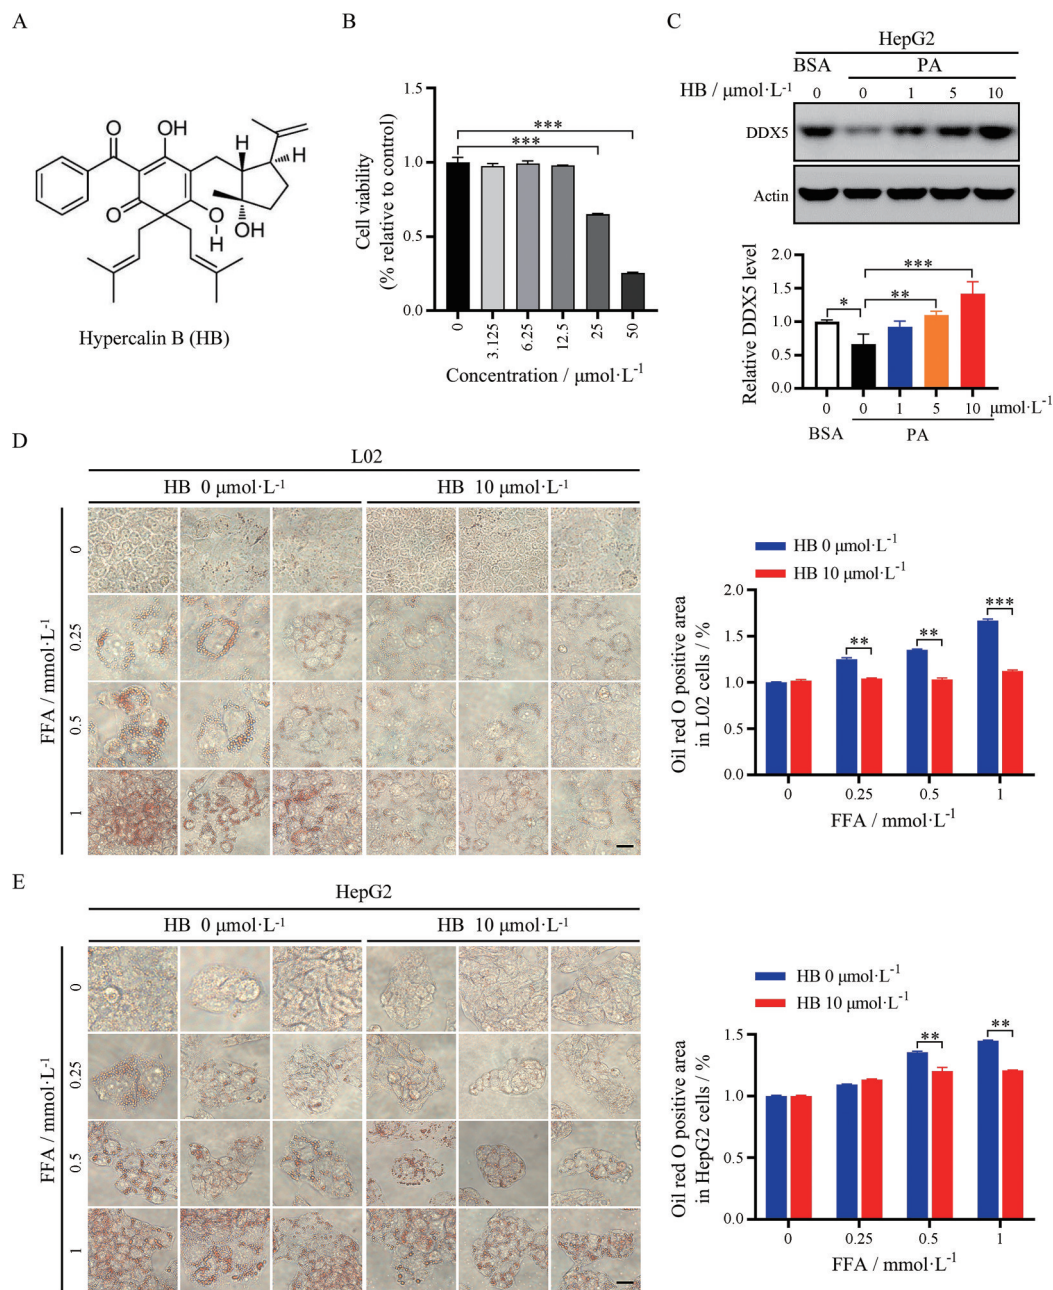 A
O
OH
H
H
O
O
H
OH
Hypercalin B (HB)
B
Cell viability
(% relative to control)
1.5
1.0
0.5
0.0
***
***
0
3.125
6.25
12.5
25
50
Concentration / μmol·L-1
C
HepG2
BSA PA
HB / μmol·L-1 0 0 1 5 10
DDX5
Actin
Relative DDX5 level
2.0
1.5
1.0
0.5
0.0
***
**
*
0 0 1 5 10 μmol·L-1
BSA PA
D
L02
HB 0 μmol·L-1 HB 10 μmol·L-1
FFA / mmol·L-1
0
0.25
0.5
1
HB 0 μmol·L-1
HB 10 μmol·L-1
Oil red O positive area
in L02 cells / %
2.0
1.5
1.0
0.5
0.0
** ** ***
0 0.25 0.5 1
FFA / mmol·L-1
E
HepG2
HB 0 μmol·L-1 HB 10 μmol·L-1
FFA / mmol·L-1
0
0.25
0.5
1
HB 0 μmol·L-1
HB 10 μmol·L-1
Oil red O positive area
in HepG2 cells / %
1.5
1.0
0.5
0.0
** **
0 0.25 0.5 1
FFA / mmol·L-1